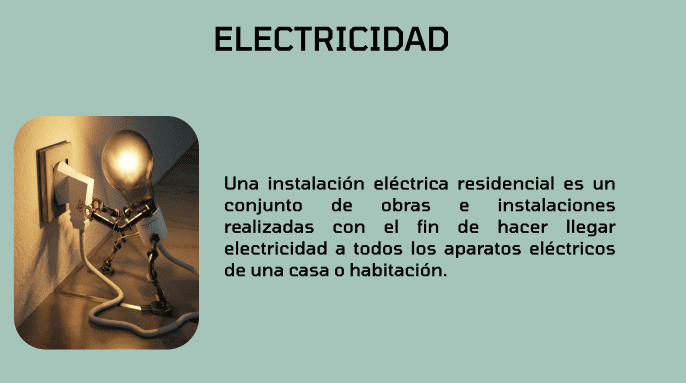 ELECTRICIDAD
Una instalación eléctrica residencial es un
conjunto de obras e instalaciones
realizadas con el fin de hacer llegar
electricidad a todos los aparatos eléctricos
de una casa o habitación.